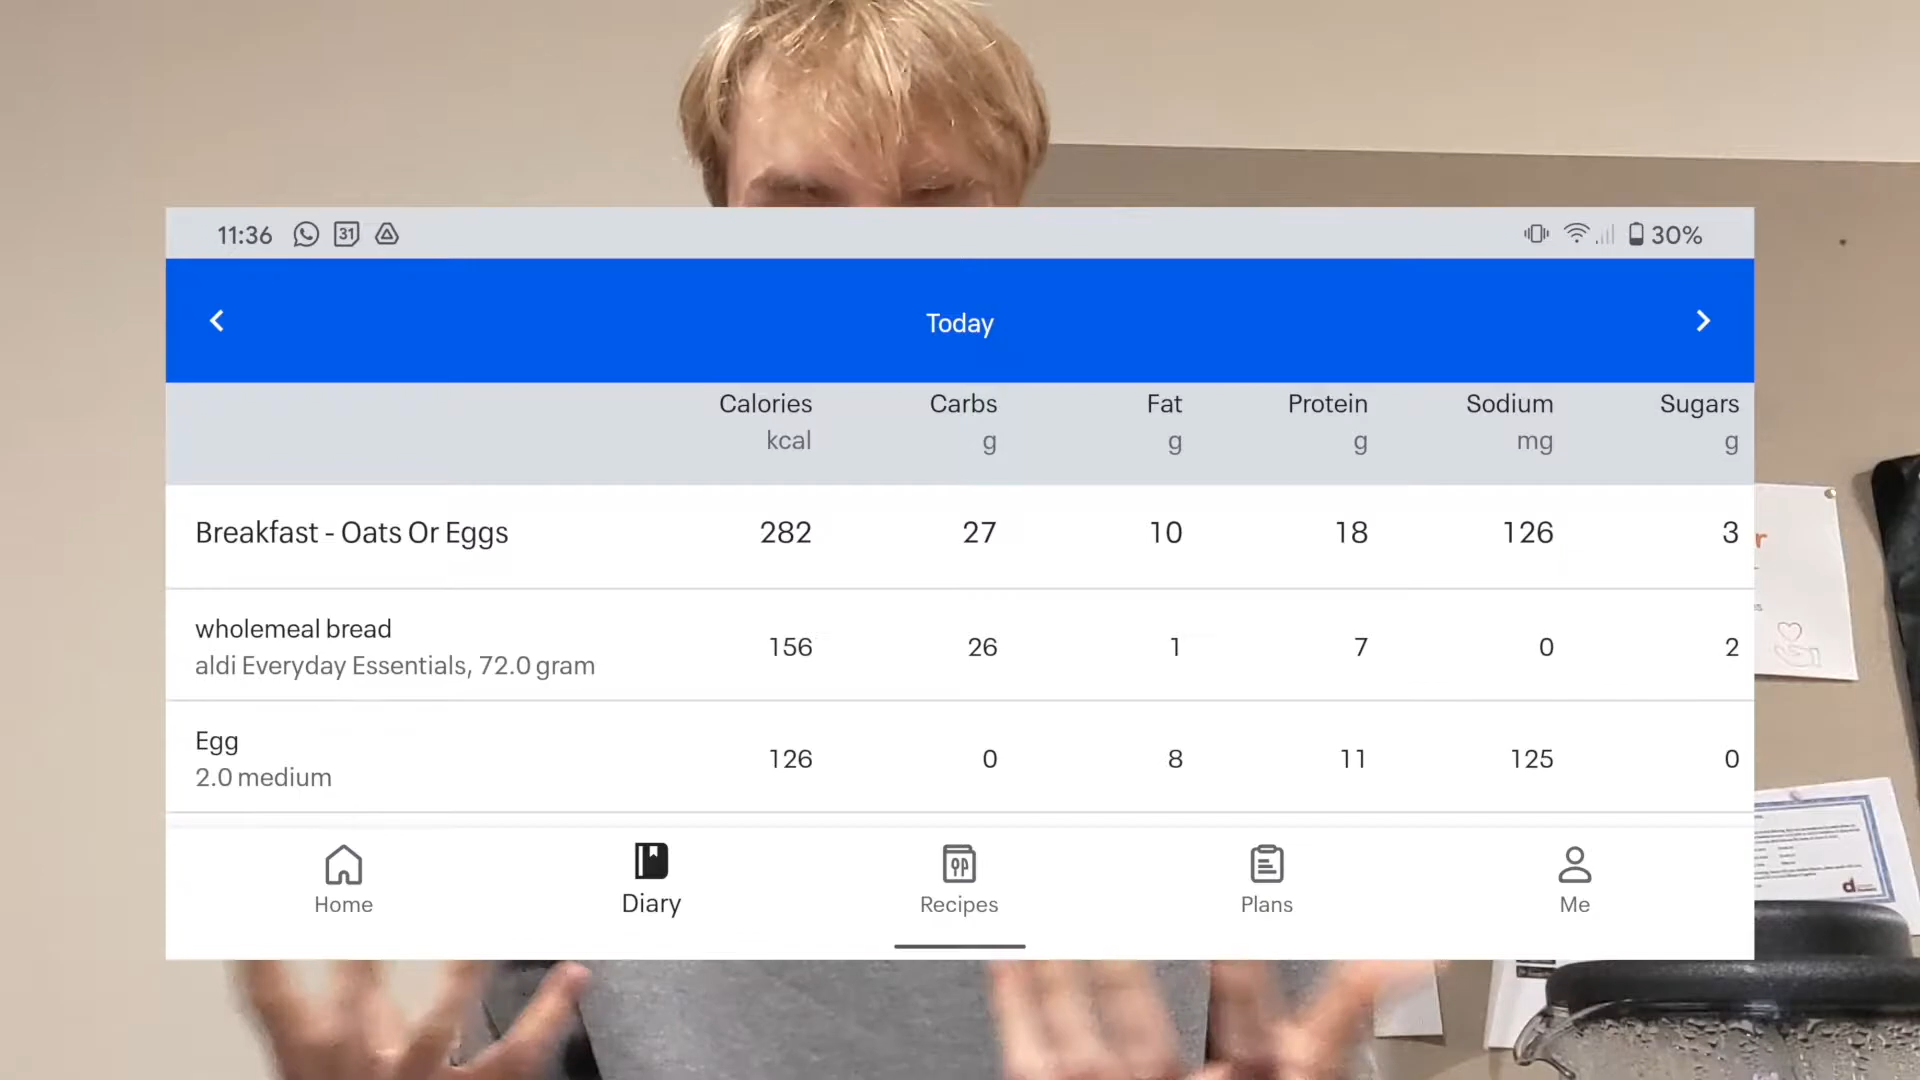 11:36 31 30%
Today
Calories Carbs Fat Protein Sodium Sugars
kcal g g g mg g
Breakfast - Oats Or Eggs 282 27 10 18 126 3
wholemeal bread
aldi Everyday Essentials, 72.0 gram 156 26 1 7 0 2
Egg
2.0 medium 126 0 8 11 125 0
Home Diary Recipes Plans Me